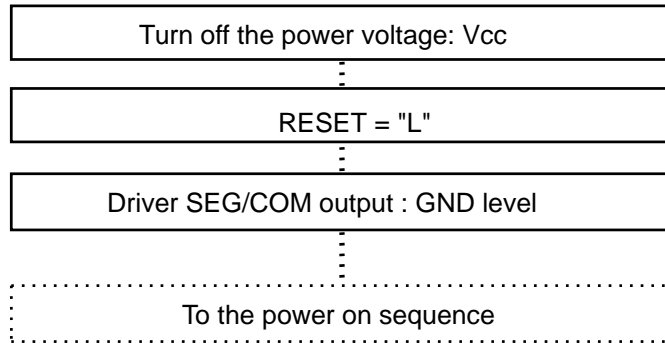 Turn off the power voltage: Vcc
RESET = "L"
Driver SEG/COM output : GND level
To the power on sequence